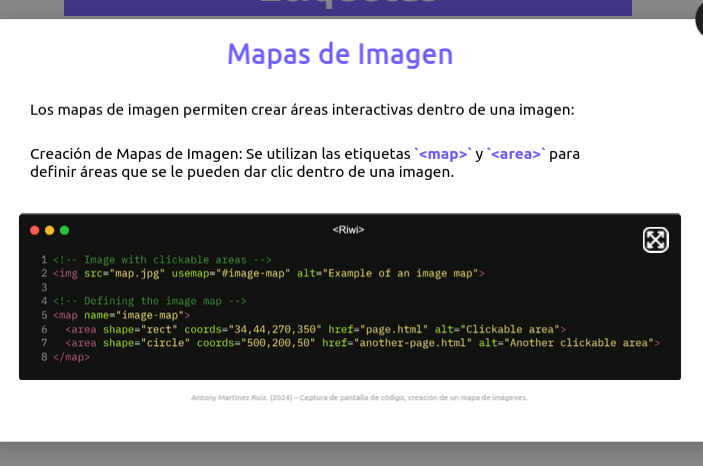 Etiquetas
Mapas de Imagen
Los mapas de imagen permiten crear áreas interactivas dentro de una imagen:
Creación de Mapas de Imagen: Se utilizan las etiquetas `<map>` y `<area>` para
definir áreas que se le pueden dar clic dentro de una imagen.
<Riwi>
1 <!-- Image with clickable areas -->
2 <img src="map.jpg" usemap="#image-map" alt="Example of an image map">
3
4 <!-- Defining the image map -->
5 <map name="image-map">
6 <area shape="rect" coords="34,44,270,350" href="page.html" alt="Clickable area">
7 <area shape="circle" coords="500,200,50" href="another-page.html" alt="Another clickable area">
8 </map>
Antony Martinez Ruiz. (2024) – Captura de pantalla de código, creación de un mapa de imágenes.